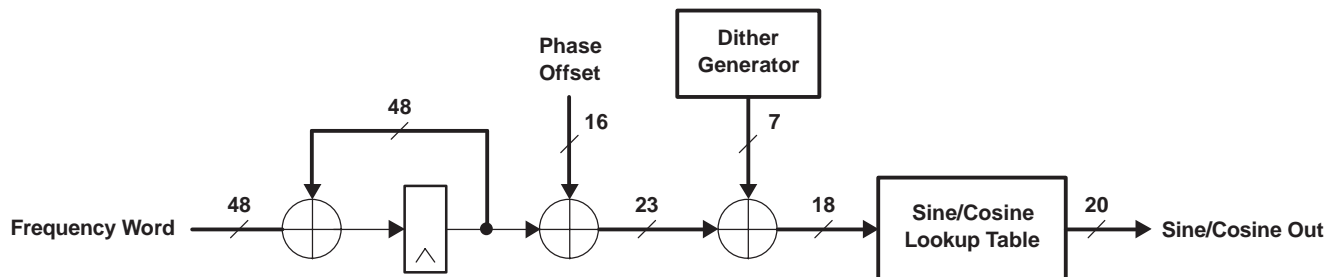 Phase
Offset
Dither
Generator
48
16
7
Frequency Word
48
23
18
Sine/Cosine
Lookup Table
20
Sine/Cosine Out